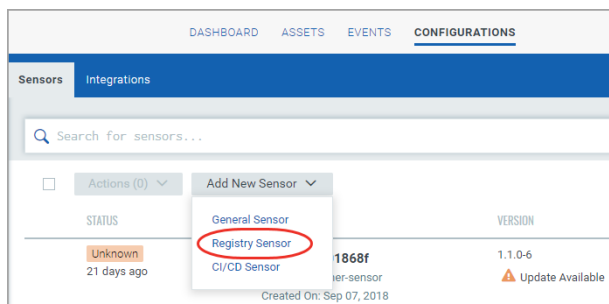 DASHBOARD ASSETS EVENTS CONFIGURATIONS
Sensors Integrations
Search for sensors...
Actions (0) Add New Sensor
STATUS VERSION
General Sensor
Registry Sensor
CI/CD Sensor
Unknown 1868f 1.1.0-6
21 days ago er-sensor Update Available
Created On: Sep 07, 2018